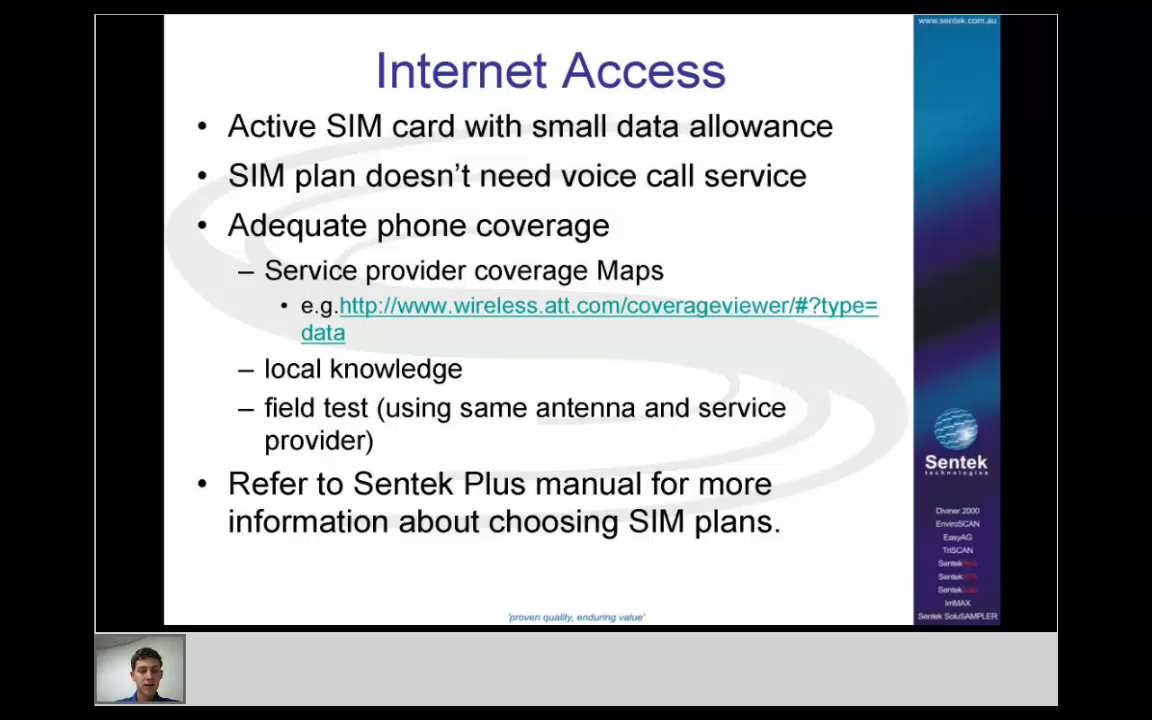 www.sentek.com.au
Internet Access
• Active SIM card with small data allowance
• SIM plan doesn't need voice call service
• Adequate phone coverage
– Service provider coverage Maps
• e.g.http://www.wireless.att.com/coverageviewer/#?type=
data
– local knowledge
– field test (using same antenna and service
provider)
• Refer to Sentek Plus manual for more
information about choosing SIM plans.
'proven quality, enduring value'
Sentek
technologies
Diviner 2000
EnviroSCAN
EasyAG
TriSCAN
SentekPlus
Sentek
Sentek
IrriMAX
Sentek SoluSAMPLER